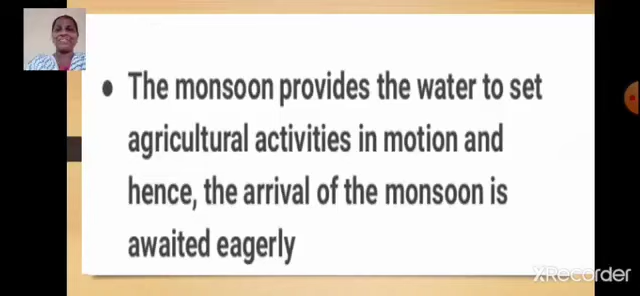 ● The monsoon provides the water to set
agricultural activities in motion and
hence, the arrival of the monsoon is
awaited eagerly
XRecorder